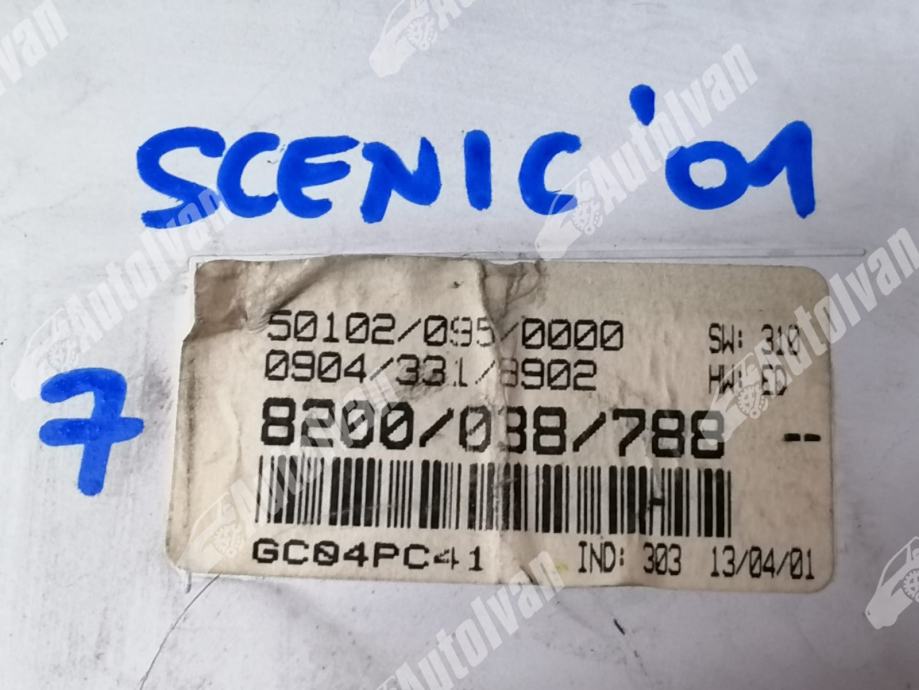 SCENIC '01
7
50102/095/0000 SW: 310
0904/331/8902 HW: E0
8200/038/788 --
GC04PC41 IND: 303 13/04/01
AutoIvan